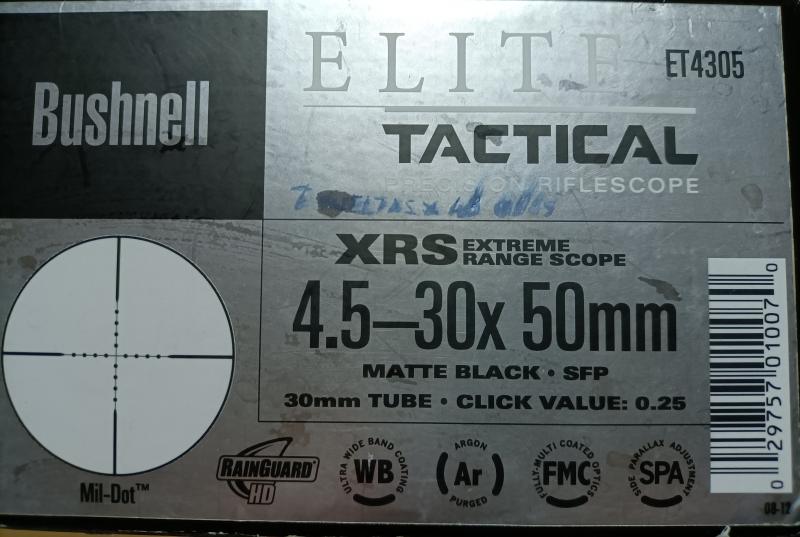 Bushnell
ELITE
ET4305
TACTICAL
PRECISION RIFLESCOPE
XRS EXTREME RANGE SCOPE
4.5–30x 50mm
MATTE BLACK • SFP
30mm TUBE • CLICK VALUE: 0.25
Mil-Dot™
RAINGUARD® HD
ULTRA WIDE BAND COATING
WB
ARGON
Ar
PURGED
FULLY-MULTI COATED OPTICS
FMC
SIDE PARALLAX ADJUSTMENT
SPA
0 29757 01007 0
08-12